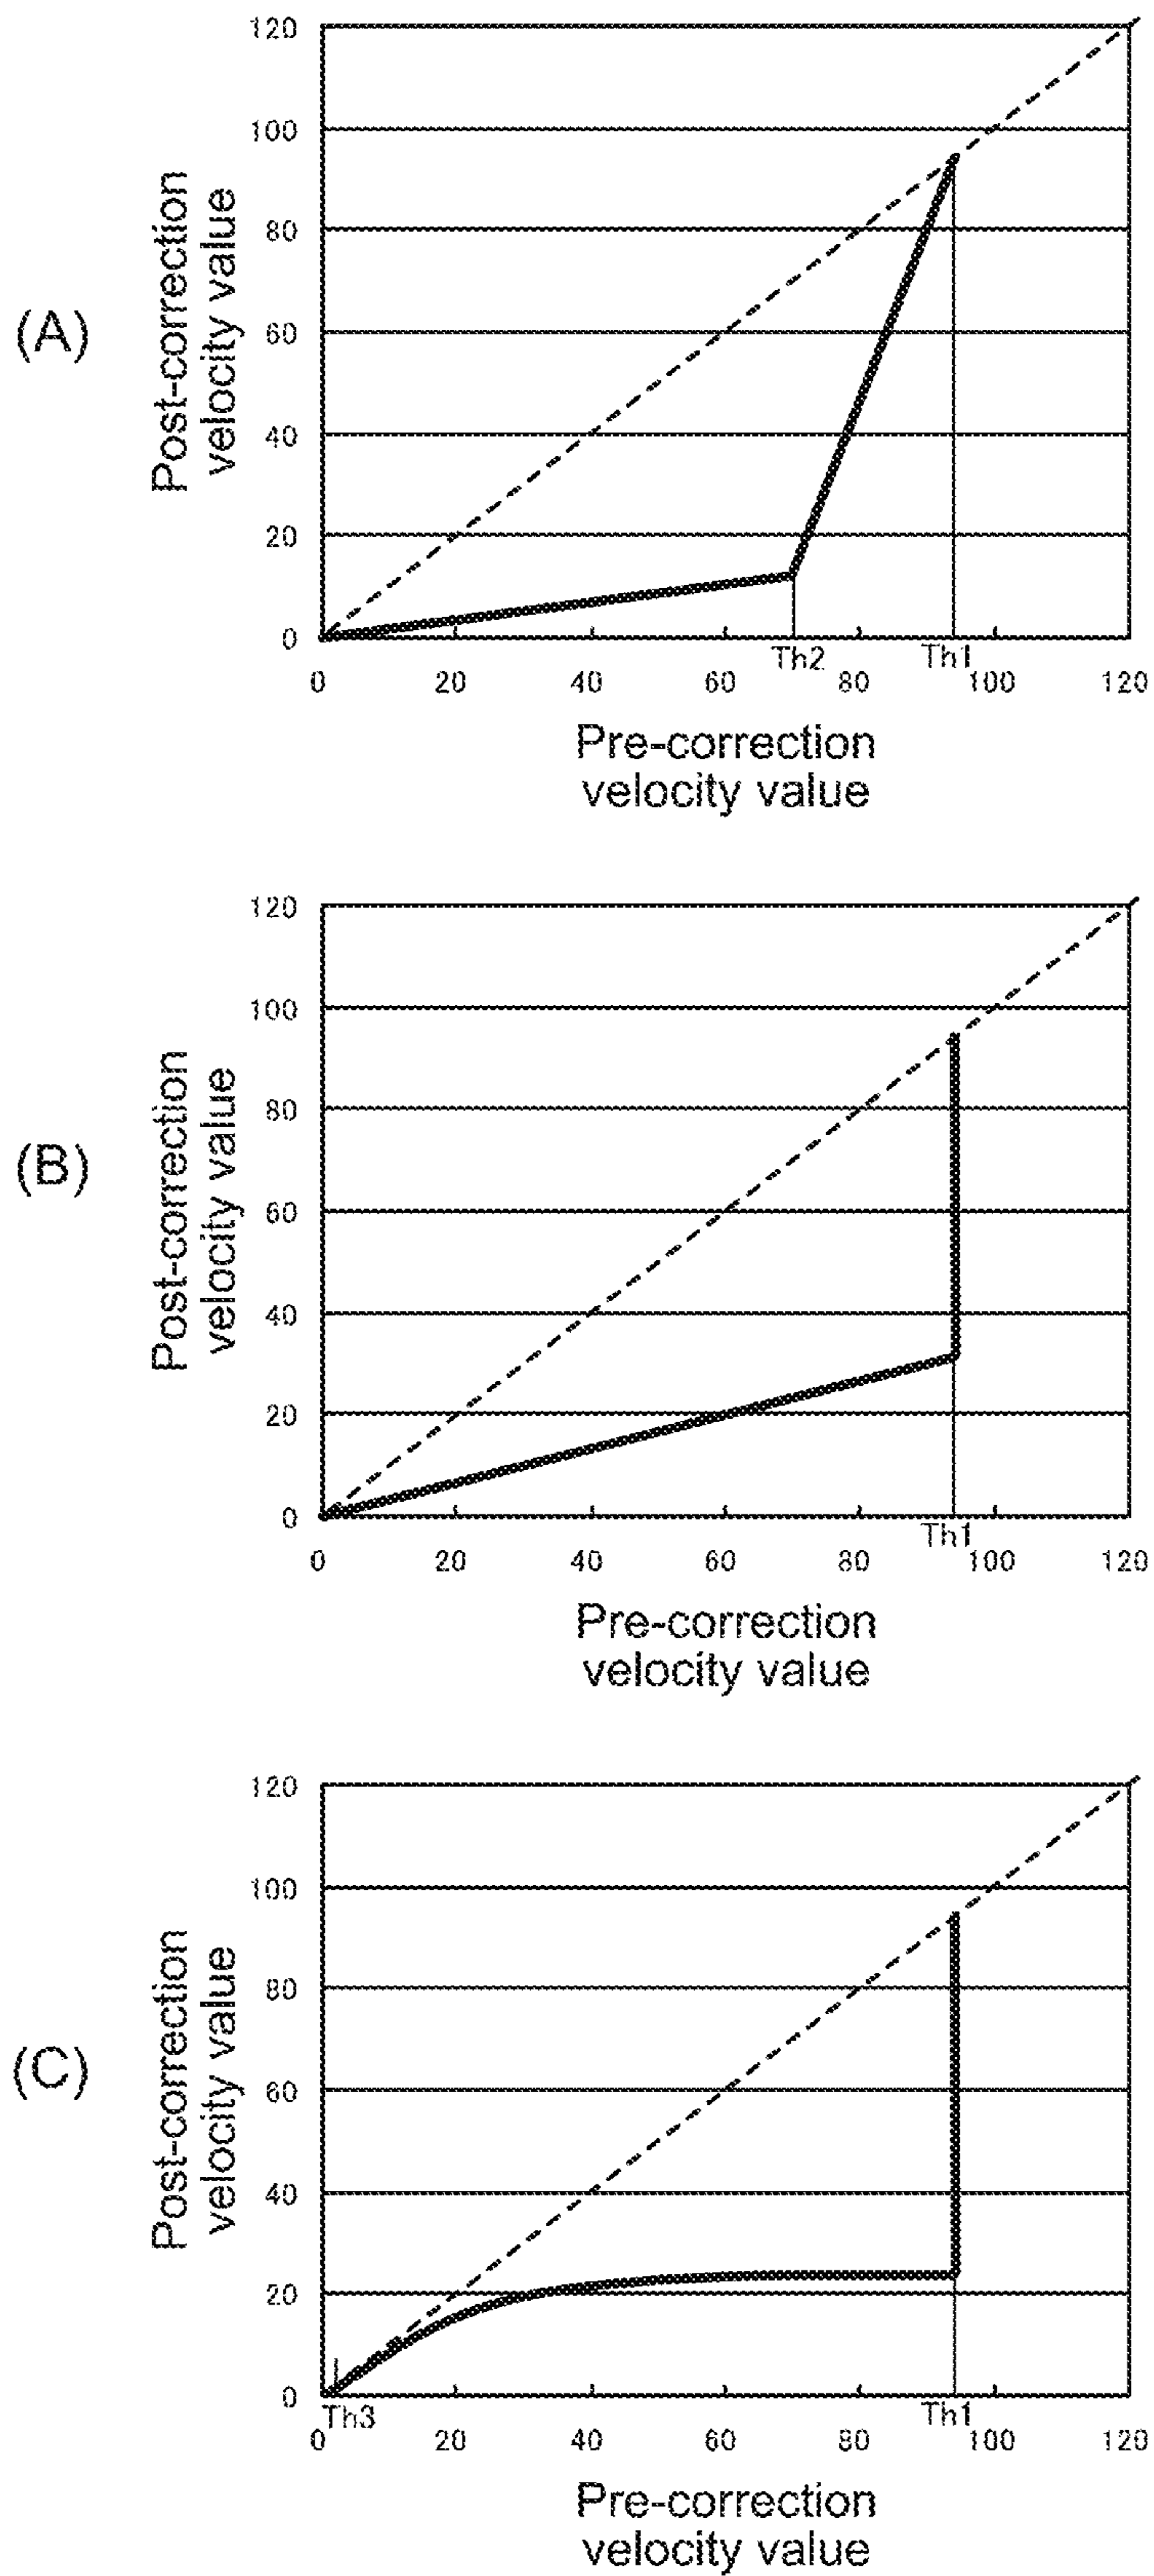 (A)
Post-correction
velocity value
120
100
80
60
40
20
0
Th2
Th1
0 20 40 60 80 100 120
Pre-correction
velocity value
(B)
Post-correction
velocity value
120
100
80
60
40
20
0
Th1
0 20 40 60 80 100 120
Pre-correction
velocity value
(C)
Post-correction
velocity value
120
100
80
60
40
20
0
Th3
Th1
0 20 40 60 80 100 120
Pre-correction
velocity value